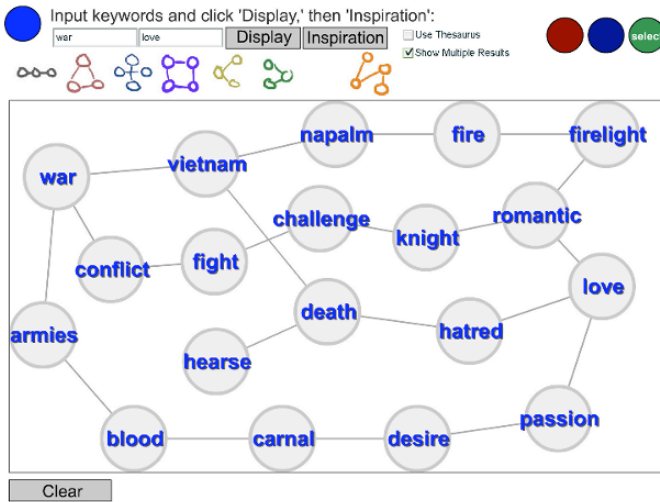 Input keywords and click 'Display,' then 'Inspiration':
war love Display Inspiration
Use Thesaurus
Show Multiple Results
select
napalm fire firelight
vietnam
war
challenge romantic
knight
conflict fight
love
death
armies hatred
hearse
passion
blood carnal desire
Clear